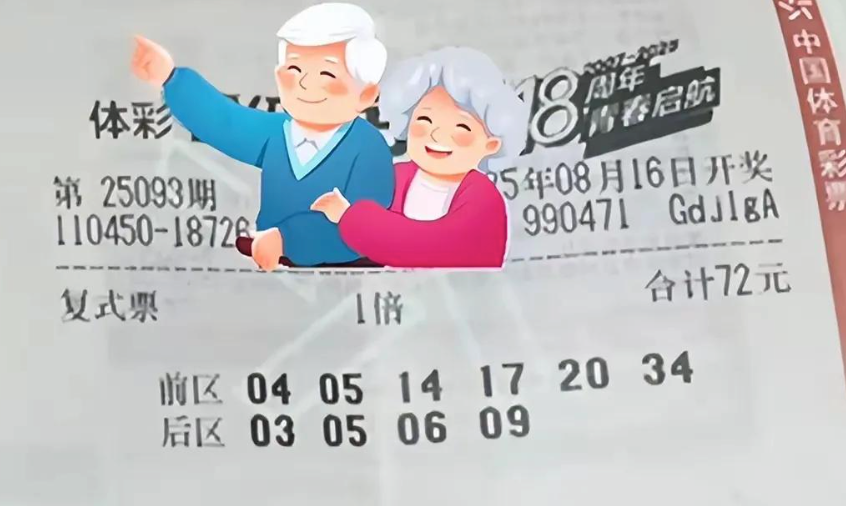 体彩
2007-2025
18周年
青春启航
中国体育彩票
第 25093期
5年08月16日开奖
110450-18726
990471 GdJlgA
复式票 1倍 合计72元
前区 04 05 14 17 20 34
后区 03 05 06 09